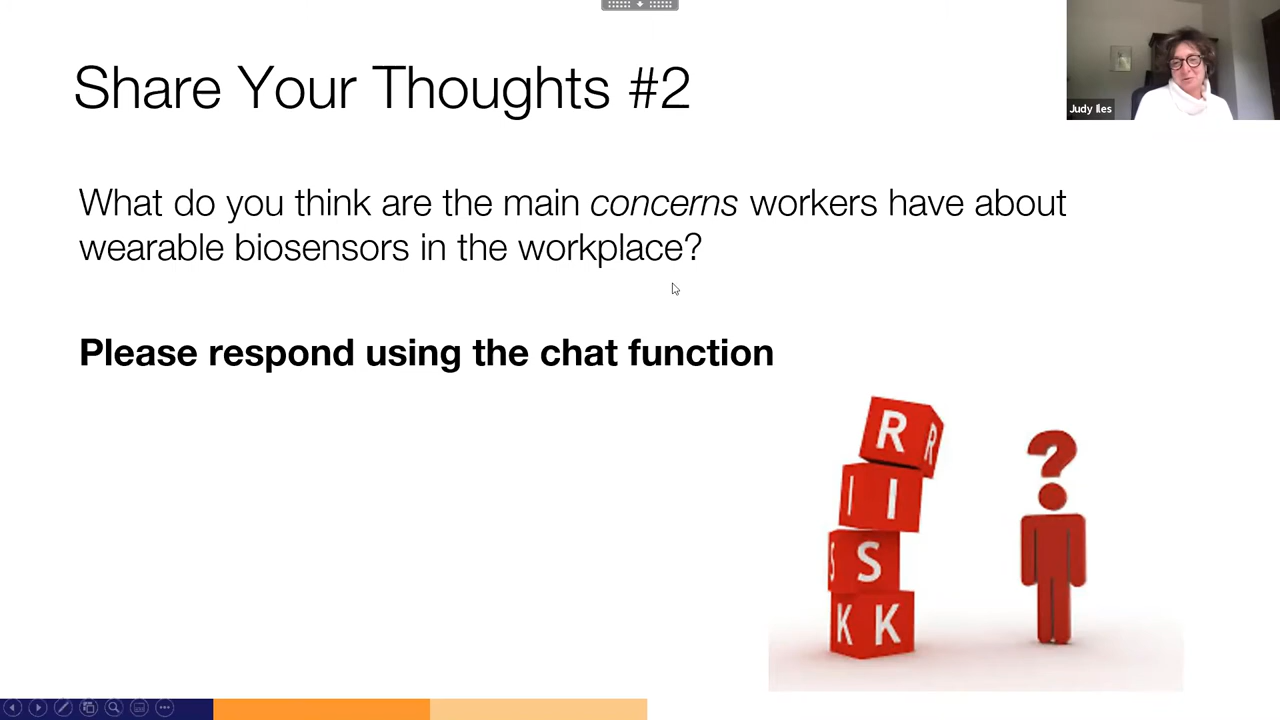 Share Your Thoughts #2
Judy Iles
What do you think are the main concerns workers have about
wearable biosensors in the workplace?
Please respond using the chat function
R R
I I
S S
K K
?